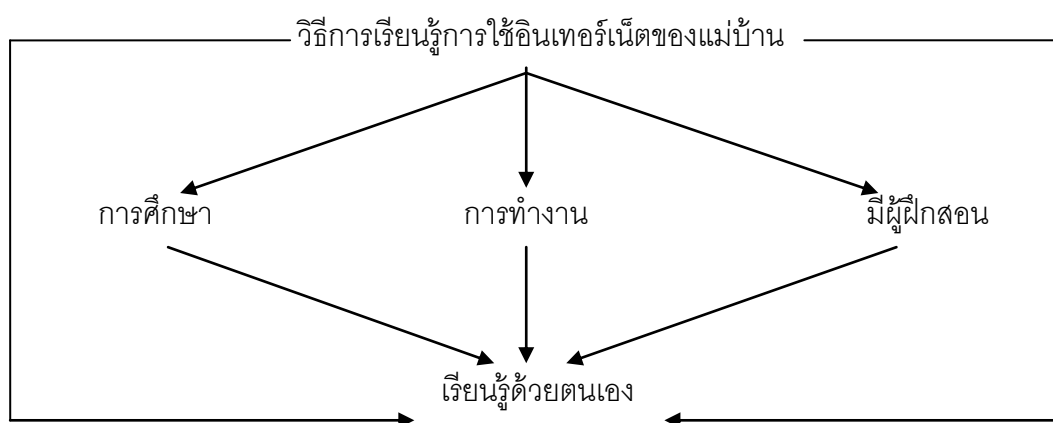 วิธีการเรียนรู้การใช้อินเทอร์เน็ตของแม่บ้าน
การศึกษา
การทำงาน
มีผู้ฝึกสอน
เรียนรู้ด้วยตนเอง